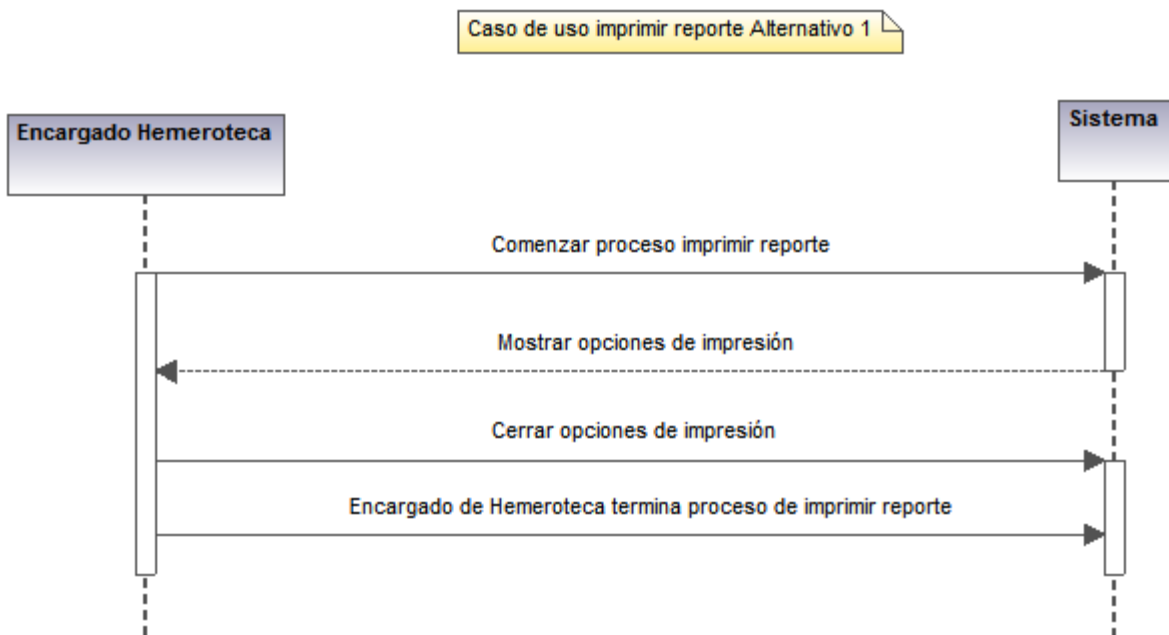 Caso de uso imprimir reporte Alternativo 1
Encargado Hemeroteca
Sistema
Comenzar proceso imprimir reporte
Mostrar opciones de impresión
Cerrar opciones de impresión
Encargado de Hemeroteca termina proceso de imprimir reporte